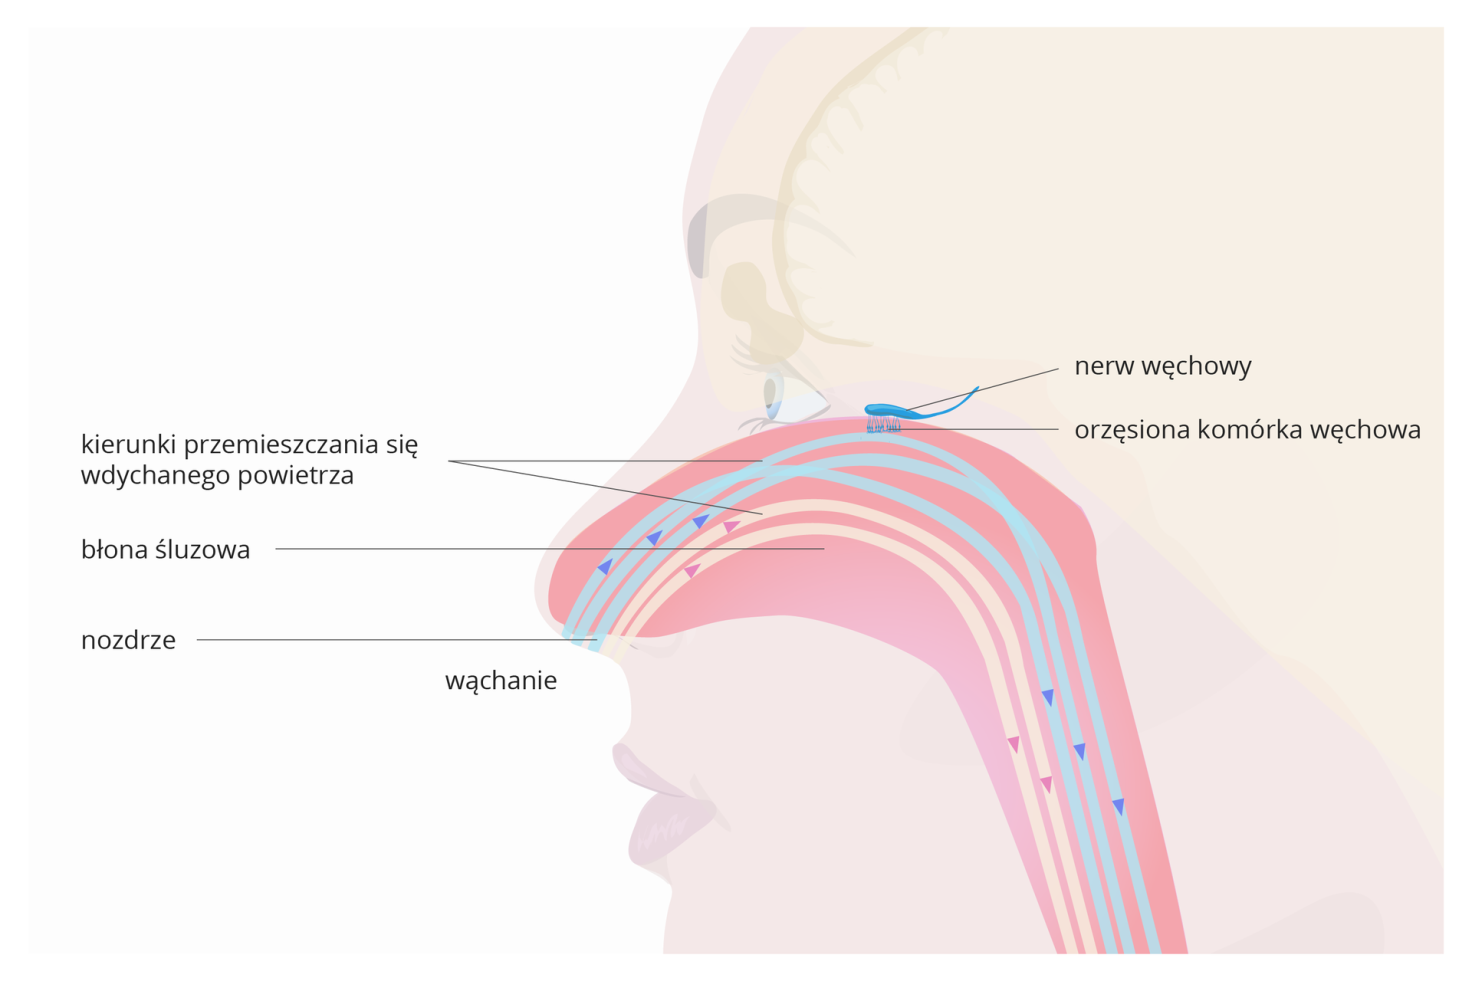 nerw węchowy
orzęsiona komórka węchowa
kierunki przemieszczania się
wdychanego powietrza
błona śluzowa
nozdrze
wąchanie